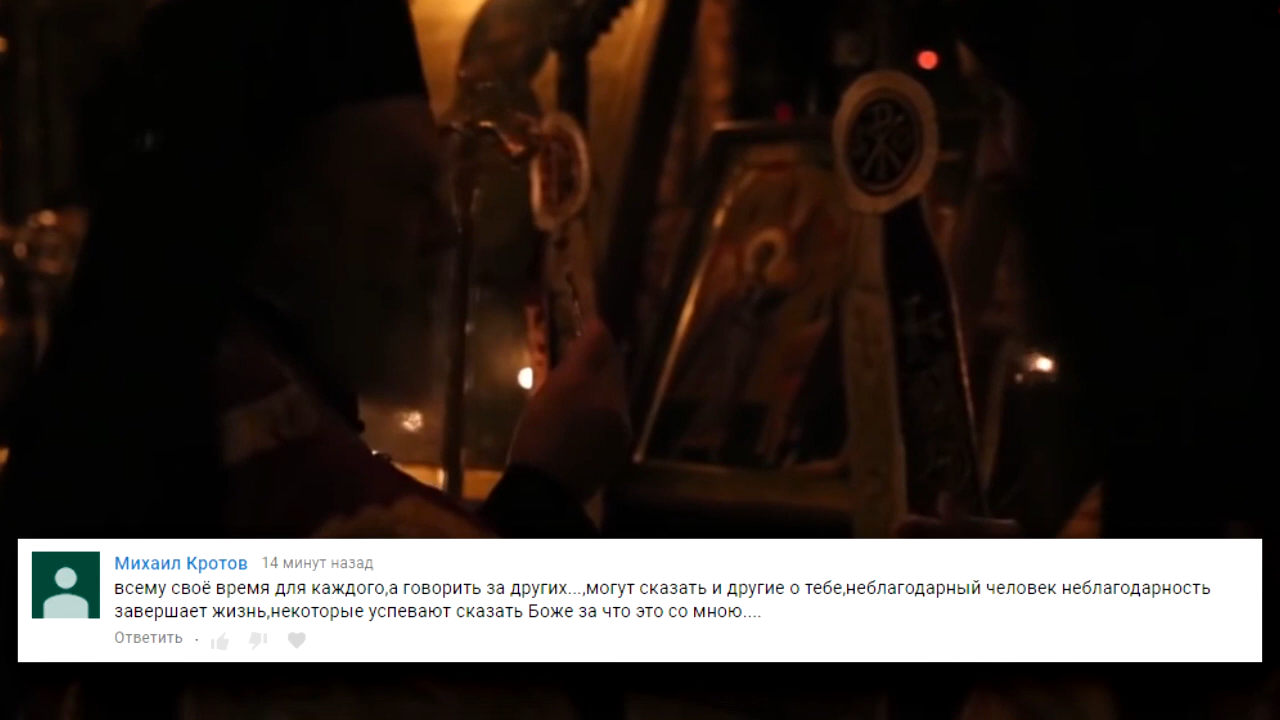 Михаил Кротов 14 минут назад
всему своё время для каждого,а говорить за других...,могут сказать и другие о тебе,неблагодарный человек неблагодарность
завершает жизнь,некоторые успевают сказать Боже за что это со мною....
Ответить